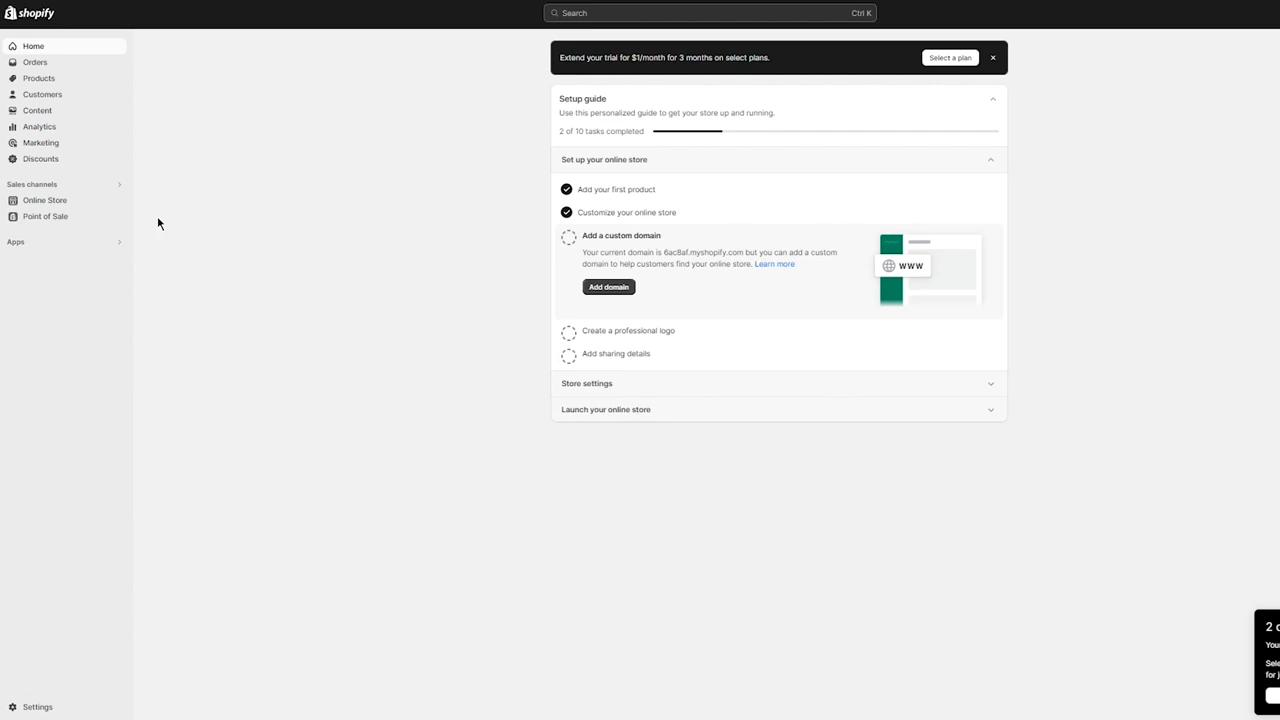 shopify
Search
Ctrl K
Home
Orders
Products
Customers
Content
Analytics
Marketing
Discounts
Sales channels
Online Store
Point of Sale
Apps
Settings
Extend your trial for $1/month for 3 months on select plans.
Select a plan
Setup guide
Use this personalized guide to get your store up and running.
2 of 10 tasks completed
Set up your online store
Add your first product
Customize your online store
Add a custom domain
Your current domain is 6ac8af.myshopify.com but you can add a custom
domain to help customers find your online store. Learn more
Add domain
WWW
Create a professional logo
Add sharing details
Store settings
Launch your online store
2
for